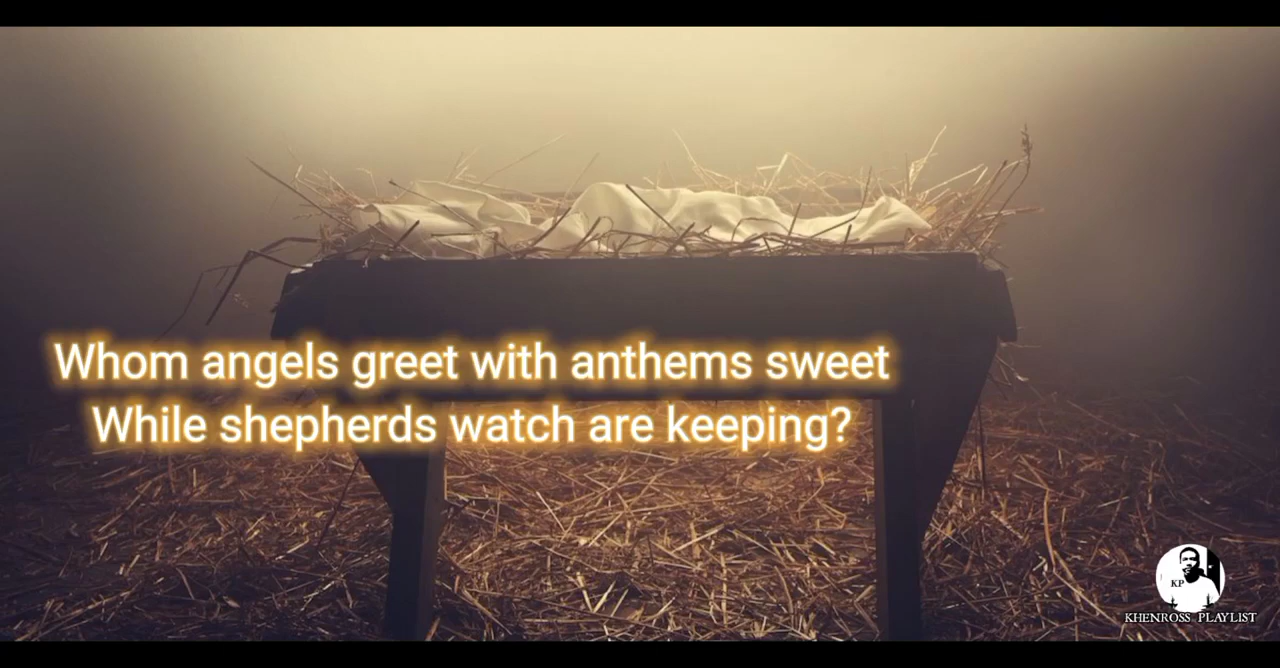 Whom angels greet with anthems sweet
While shepherds watch are keeping?
KP
KHENROSS PLAYLIST